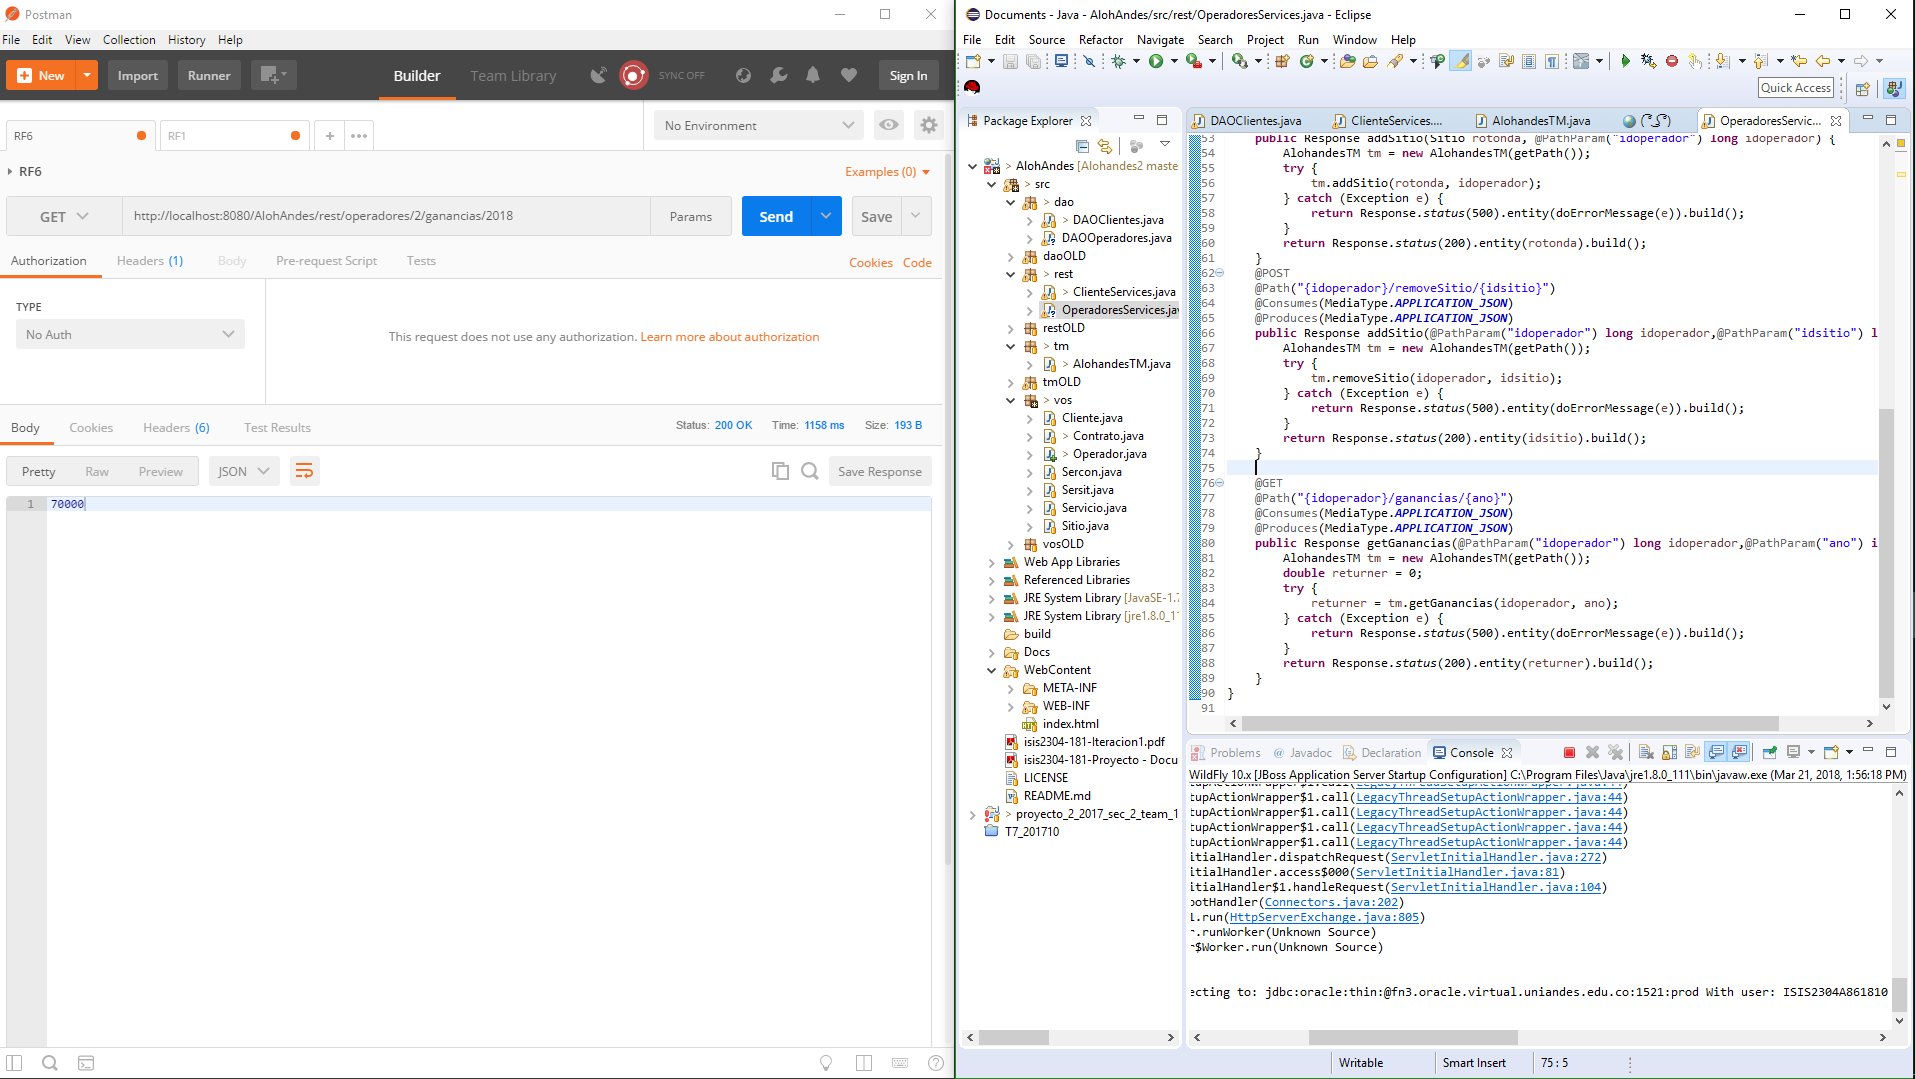 Postman
File Edit View Collection History Help
New Import Runner Builder Team Library SYNC OFF Sign In
RF6 RF1 + No Environment
RF6 Examples (0)
GET http://localhost:8080/AlohAndes/rest/operadores/2/ganancias/2018 Params Send Save
Authorization Headers (1) Body Pre-request Script Tests Cookies Code
TYPE
No Auth
This request does not use any authorization. Learn more about authorization
Body Cookies Headers (6) Test Results Status: 200 OK Time: 1158 ms Size: 193 B
Pretty Raw Preview JSON Save Response
1 70000
Documents - Java - AlohAndes/src/rest/OperadoresServices.java - Eclipse
File Edit Source Refactor Navigate Search Project Run Window Help
Quick Access
Package Explorer
> AlohAndes [Alohandes2 maste
> src
> dao
> DAOClientes.java
DAOOperadores.java
daoOLD
> rest
> ClienteServices.java
OperadoresServices.jav
restOLD
> tm
> AlohandesTM.java
tmOLD
> vos
Cliente.java
> Contrato.java
> Operador.java
Sercon.java
Sersit.java
Servicio.java
Sitio.java
vosOLD
Web App Libraries
Referenced Libraries
JRE System Library [JavaSE-1.7
JRE System Library [jre1.8.0_11
build
Docs
WebContent
META-INF
WEB-INF
index.html
isis2304-181-Iteracion1.pdf
isis2304-181-Proyecto - Docu
LICENSE
README.md
> proyecto_2_2017_sec_2_team_1
T7_201710
DAOClientes.java ClienteServices.... AlohandesTM.java OperadoresServic...
53 public Response addSitio(Sitio rotonda, @PathParam("idoperador") long idoperador) {
54 AlohandesTM tm = new AlohandesTM(getPath());
55 try {
56 tm.addSitio(rotonda, idoperador);
57 } catch (Exception e) {
58 return Response.status(500).entity(doErrorMessage(e)).build();
59 }
60 return Response.status(200).entity(rotonda).build();
61 }
62 @POST
63 @Path("{idoperador}/removeSitio/{idsitio}")
64 @Consumes(MediaType.APPLICATION_JSON)
65 @Produces(MediaType.APPLICATION_JSON)
66 public Response addSitio(@PathParam("idoperador") long idoperador,@PathParam("idsitio") l
67 AlohandesTM tm = new AlohandesTM(getPath());
68 try {
69 tm.removeSitio(idoperador, idsitio);
70 } catch (Exception e) {
71 return Response.status(500).entity(doErrorMessage(e)).build();
72 }
73 return Response.status(200).entity(idsitio).build();
74 }
75
76 @GET
77 @Path("{idoperador}/ganancias/{ano}")
78 @Consumes(MediaType.APPLICATION_JSON)
79 @Produces(MediaType.APPLICATION_JSON)
80 public Response getGanancias(@PathParam("idoperador") long idoperador,@PathParam("ano") i
81 AlohandesTM tm = new AlohandesTM(getPath());
82 double returner = 0;
83 try {
84 returner = tm.getGanancias(idoperador, ano);
85 } catch (Exception e) {
86 return Response.status(500).entity(doErrorMessage(e)).build();
87 }
88 return Response.status(200).entity(returner).build();
89 }
90 }
91
Problems @ Javadoc Declaration Console
WildFly 10.x [JBoss Application Server Startup Configuration] C:\Program Files\Java\jre1.8.0_111\bin\javaw.exe (Mar 21, 2018, 1:56:18 PM)
tupActionWrapper$1.call(LegacyThreadSetupActionWrapper.java:44)
tupActionWrapper$1.call(LegacyThreadSetupActionWrapper.java:44)
tupActionWrapper$1.call(LegacyThreadSetupActionWrapper.java:44)
tupActionWrapper$1.call(LegacyThreadSetupActionWrapper.java:44)
itialHandler.dispatchRequest(ServletInitialHandler.java:272)
itialHandler.access$000(ServletInitialHandler.java:81)
itialHandler$1.handleRequest(ServletInitialHandler.java:104)
ootHandler(Connectors.java:202)
1.run(HttpServerExchange.java:805)
r.runWorker(Unknown Source)
r$Worker.run(Unknown Source)
ecting to: jdbc:oracle:thin:@fn3.oracle.virtual.uniandes.edu.co:1521:prod With user: ISIS2304A861810
Writable Smart Insert 75 : 5